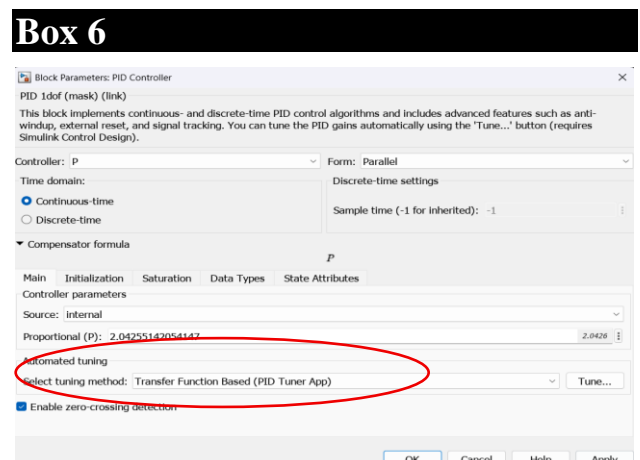 Box 6
Block Parameters: PID Controller
PID 1dof (mask) (link)
This block implements continuous- and discrete-time PID control algorithms and includes advanced features such as anti-
windup, external reset, and signal tracking. You can tune the PID gains automatically using the 'Tune...' button (requires
Simulink Control Design).
Controller: P Form: Parallel
Time domain: Discrete-time settings
Continuous-time
Discrete-time
Sample time (-1 for inherited): -1
Compensator formula
P
Main Initialization Saturation Data Types State Attributes
Controller parameters
Source: internal
Proportional (P): 2.04255142054147 2.0426
Automated tuning
Select tuning method: Transfer Function Based (PID Tuner App) Tune...
Enable zero-crossing detection
OK Cancel Help Apply